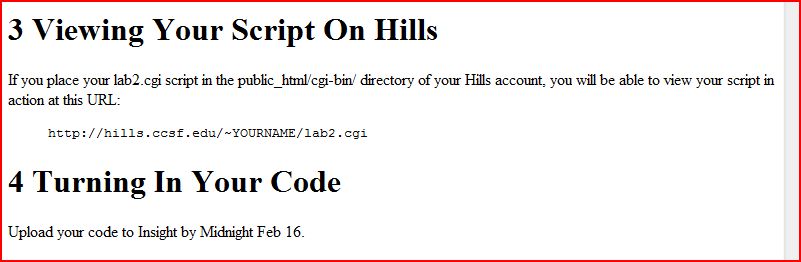 3 Viewing Your Script On Hills
If you place your lab2.cgi script in the public_html/cgi-bin/ directory of your Hills account, you will be able to view your script in
action at this URL:
http://hills.ccsf.edu/~YOURNAME/lab2.cgi
4 Turning In Your Code
Upload your code to Insight by Midnight Feb 16.